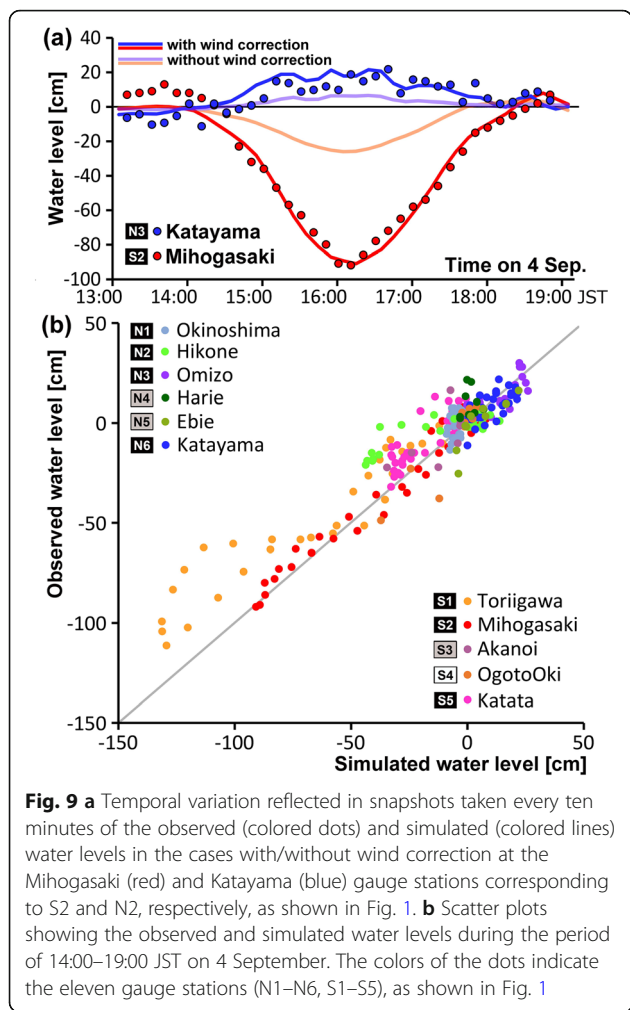 (a)
with wind correction
without wind correction
40
20
0
-20
-40
-60
-80
-100
Water level [cm]
N3 Katayama
S2 Mihogasaki
Time on 4 Sep.
13:00 14:00 15:00 16:00 17:00 18:00 19:00 JST
(b)
50
0
-50
-100
-150
Observed water level [cm]
N1 Okinoshima
N2 Hikone
N3 Omizo
N4 Harie
N5 Ebie
N6 Katayama
S1 Toriigawa
S2 Mihogasaki
S3 Akanoi
S4 OgotoOki
S5 Katata
-150 -100 -50 0 50
Simulated water level [cm]
Fig. 9 a Temporal variation reflected in snapshots taken every ten
minutes of the observed (colored dots) and simulated (colored lines)
water levels in the cases with/without wind correction at the
Mihogasaki (red) and Katayama (blue) gauge stations corresponding
to S2 and N2, respectively, as shown in Fig. 1. b Scatter plots
showing the observed and simulated water levels during the period
of 14:00–19:00 JST on 4 September. The colors of the dots indicate
the eleven gauge stations (N1–N6, S1–S5), as shown in Fig. 1